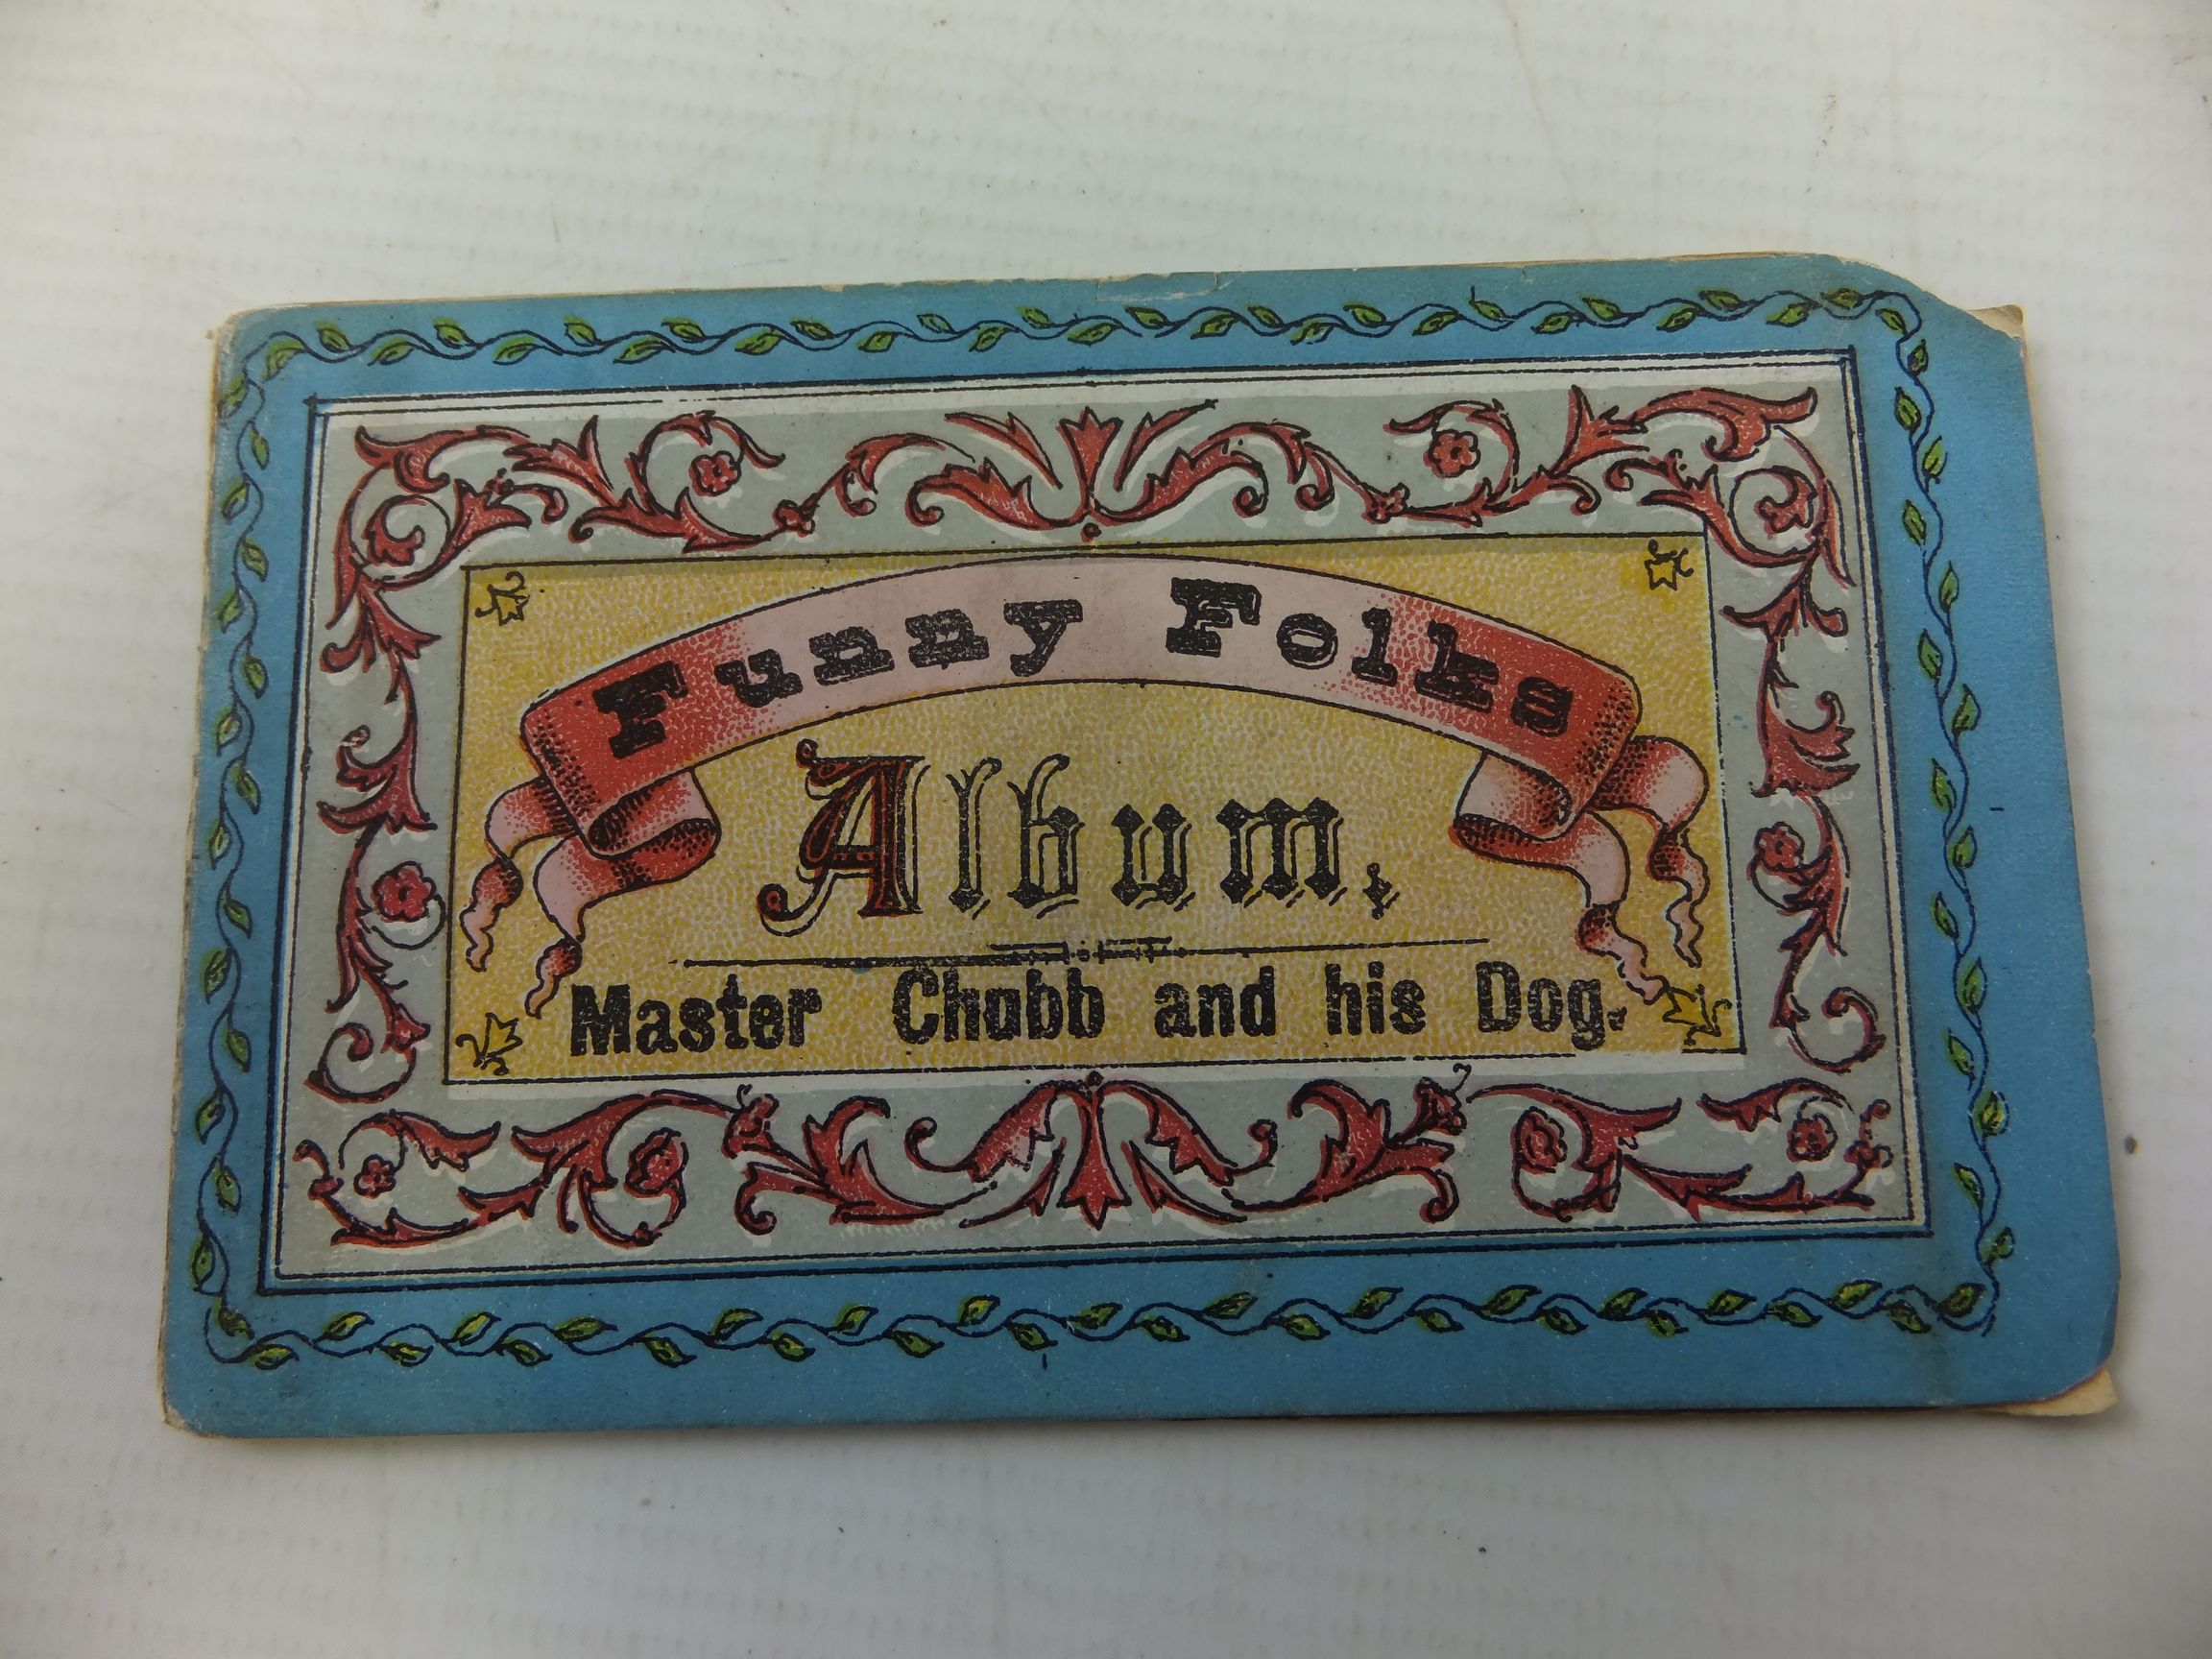 Funny Folks
Album,
Master Chubb and his Dog.